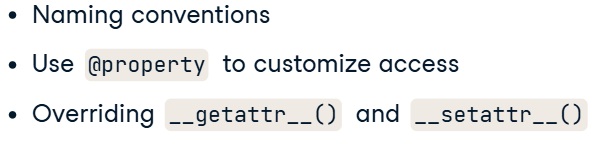 • Naming conventions
• Use @property to customize access
• Overriding __getattr__() and __setattr__()